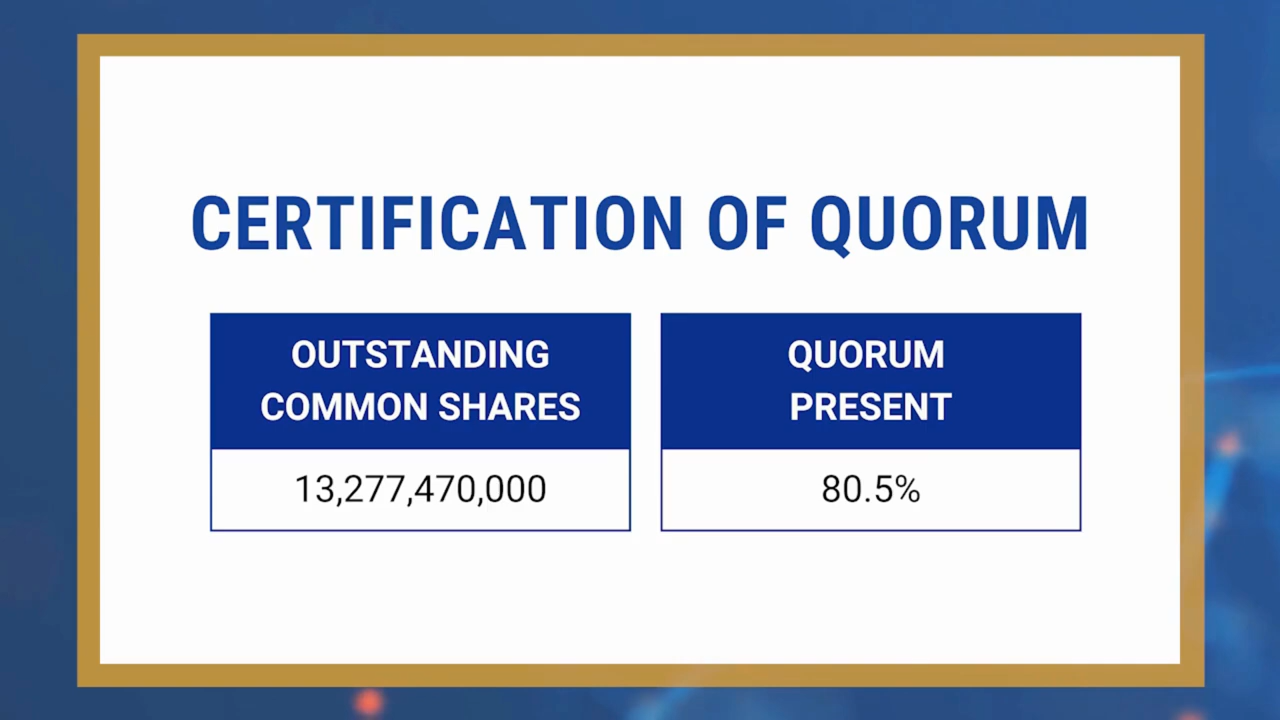 CERTIFICATION OF QUORUM
OUTSTANDING
COMMON SHARES
13,277,470,000
QUORUM
PRESENT
80.5%